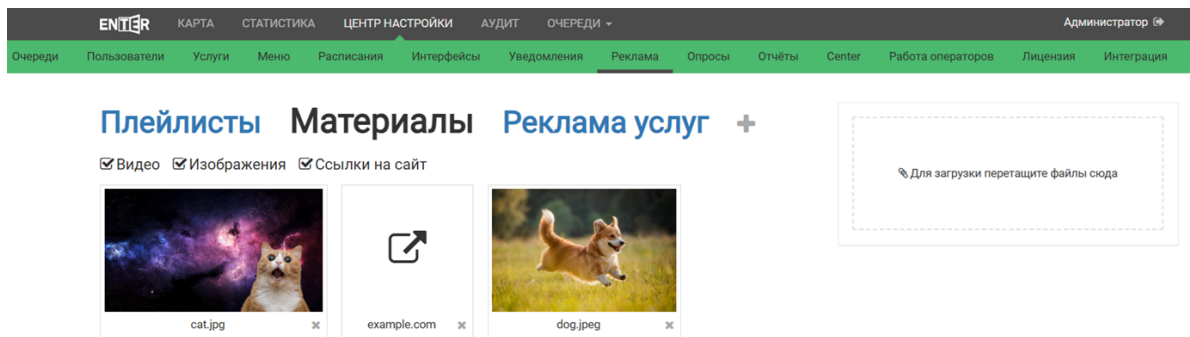 ENTER КАРТА СТАТИСТИКА ЦЕНТР НАСТРОЙКИ АУДИТ ОЧЕРЕДИ Администратор
Очереди Пользователи Услуги Меню Расписания Интерфейсы Уведомления Реклама Опросы Отчёты Center Работа операторов Лицензия Интеграция
Плейлисты Материалы Реклама услуг +
Видео Изображения Ссылки на сайт
Для загрузки перетащите файлы сюда
cat.jpg example.com dog.jpeg